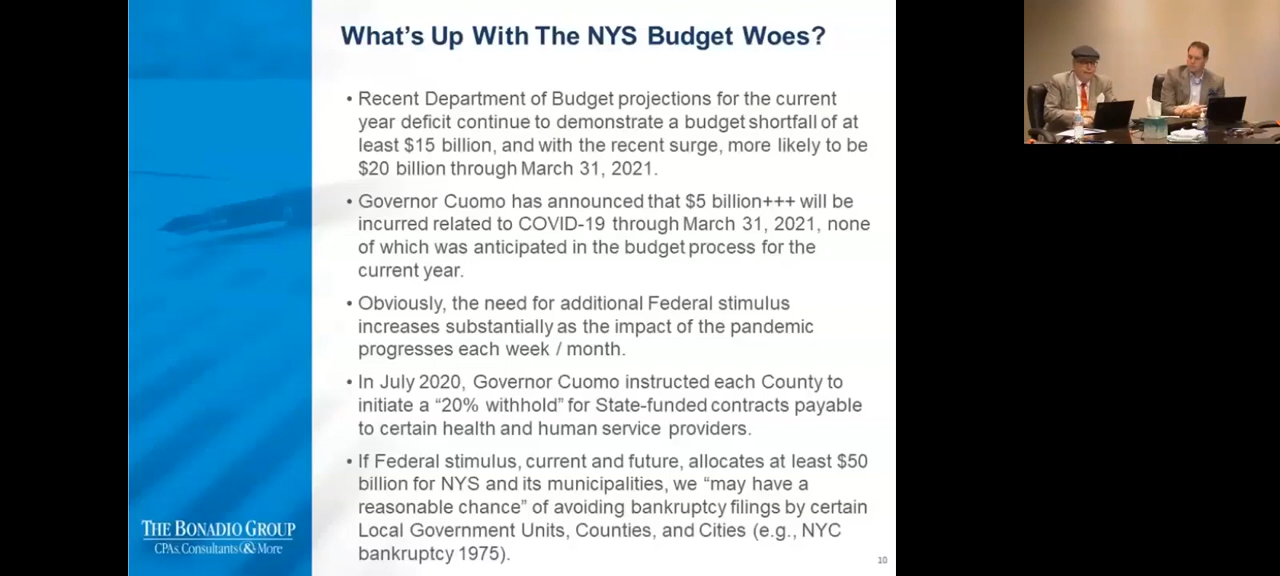 What's Up With The NYS Budget Woes?
• Recent Department of Budget projections for the current
year deficit continue to demonstrate a budget shortfall of at
least $15 billion, and with the recent surge, more likely to be
$20 billion through March 31, 2021.
• Governor Cuomo has announced that $5 billion+++ will be
incurred related to COVID-19 through March 31, 2021, none
of which was anticipated in the budget process for the
current year.
• Obviously, the need for additional Federal stimulus
increases substantially as the impact of the pandemic
progresses each week / month.
• In July 2020, Governor Cuomo instructed each County to
initiate a “20% withhold” for State-funded contracts payable
to certain health and human service providers.
• If Federal stimulus, current and future, allocates at least $50
billion for NYS and its municipalities, we “may have a
reasonable chance” of avoiding bankruptcy filings by certain
Local Government Units, Counties, and Cities (e.g., NYC
bankruptcy 1975).
THE BONADIO GROUP
CPAs, Consultants & More
10